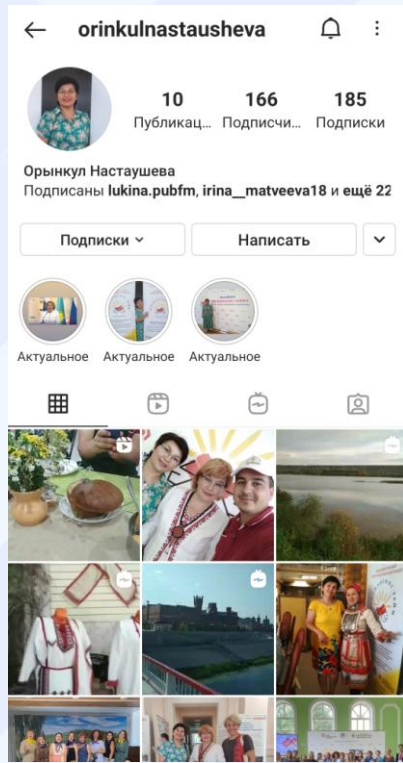 orinkulnastausheva
10 166 185
Публикац... Подписчи... Подписки
Орынкул Настаушева
Подписаны lukina.pubfm, irina__matveeva18 и ещё 22
Подписки Написать
Актуальное Актуальное Актуальное